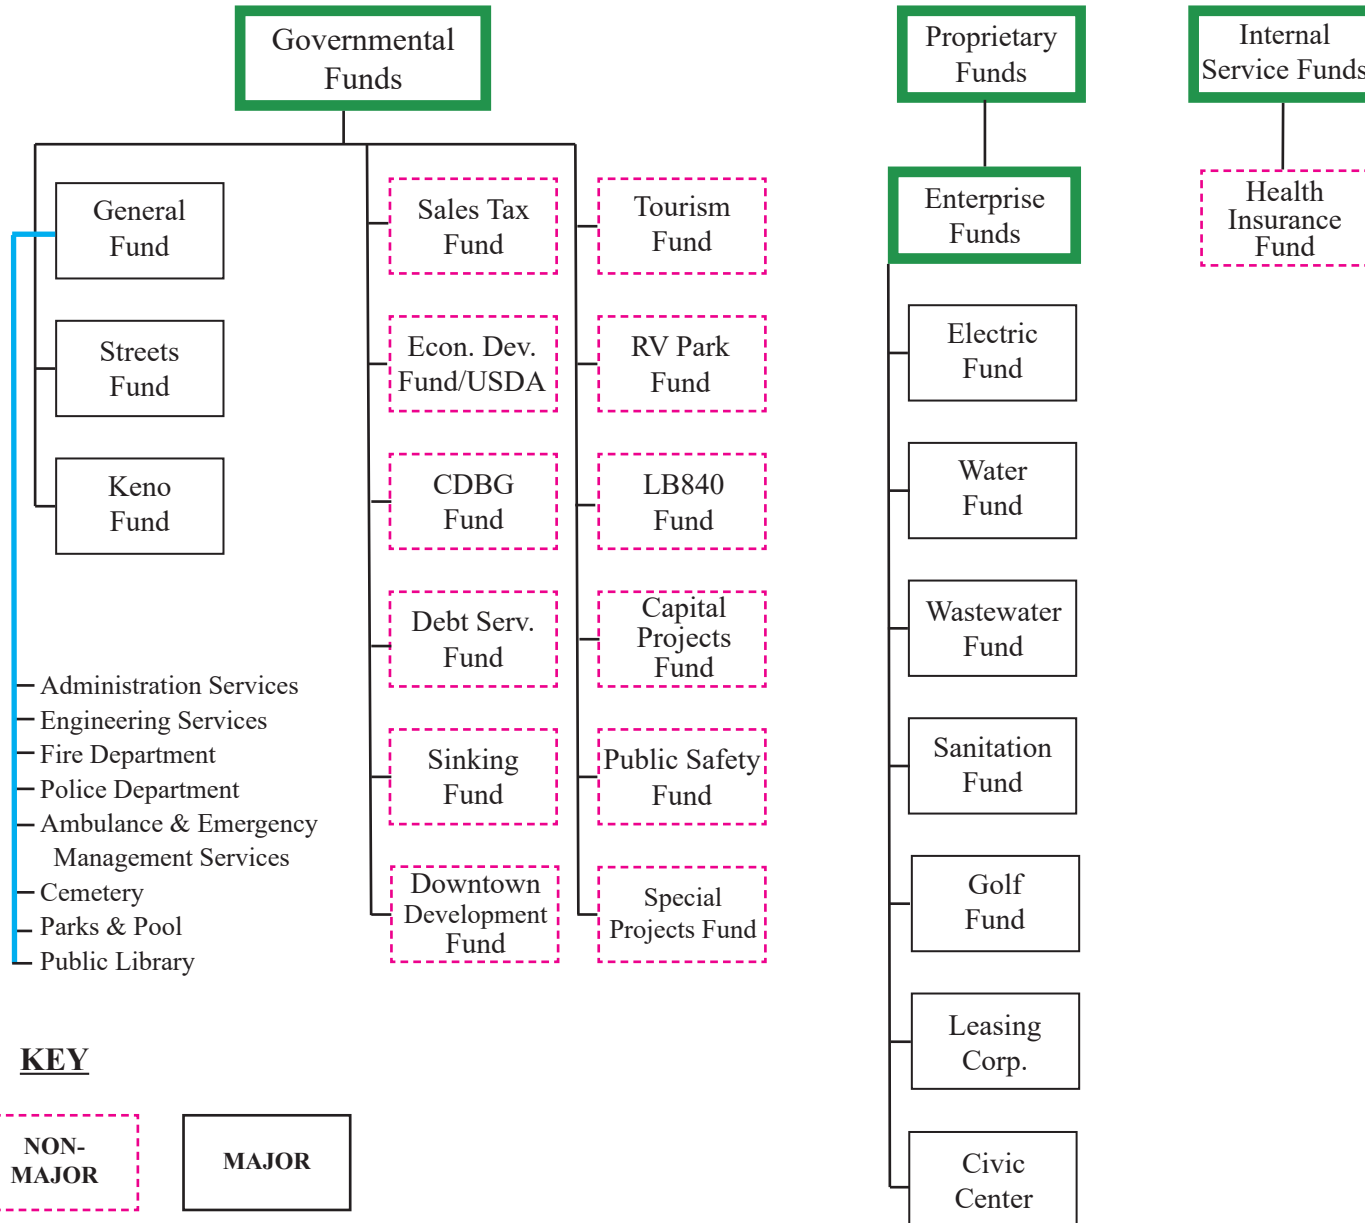 Governmental
Funds
Proprietary
Funds
Internal
Service Funds
General
Fund
Streets
Fund
Keno
Fund
Administration Services
Engineering Services
Fire Department
Police Department
Ambulance & Emergency
Management Services
Cemetery
Parks & Pool
Public Library
Sales Tax
Fund
Econ. Dev.
Fund/USDA
CDBG
Fund
Debt Serv.
Fund
Sinking
Fund
Downtown
Development
Fund
Tourism
Fund
RV Park
Fund
LB840
Fund
Capital
Projects
Fund
Public Safety
Fund
Special
Projects Fund
Enterprise
Funds
Electric
Fund
Water
Fund
Wastewater
Fund
Sanitation
Fund
Golf
Fund
Leasing
Corp.
Civic
Center
Health
Insurance
Fund
KEY
NON-
MAJOR
MAJOR